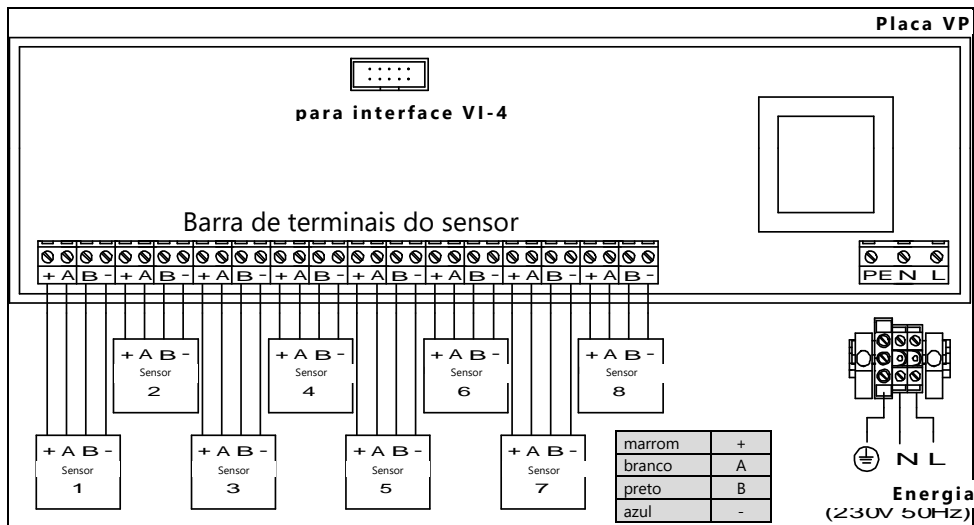 Placa VP
para interface VI-4
Barra de terminais do sensor
+ A B - + A B - + A B - + A B - + A B - + A B - + A B - + A B -
PE N L
+ A B -
Sensor
2
+ A B -
Sensor
4
+ A B -
Sensor
6
+ A B -
Sensor
8
+ A B -
Sensor
1
+ A B -
Sensor
3
+ A B -
Sensor
5
+ A B -
Sensor
7
marrom +
branco A
preto B
azul -
N L
Energia
(230V 50Hz)